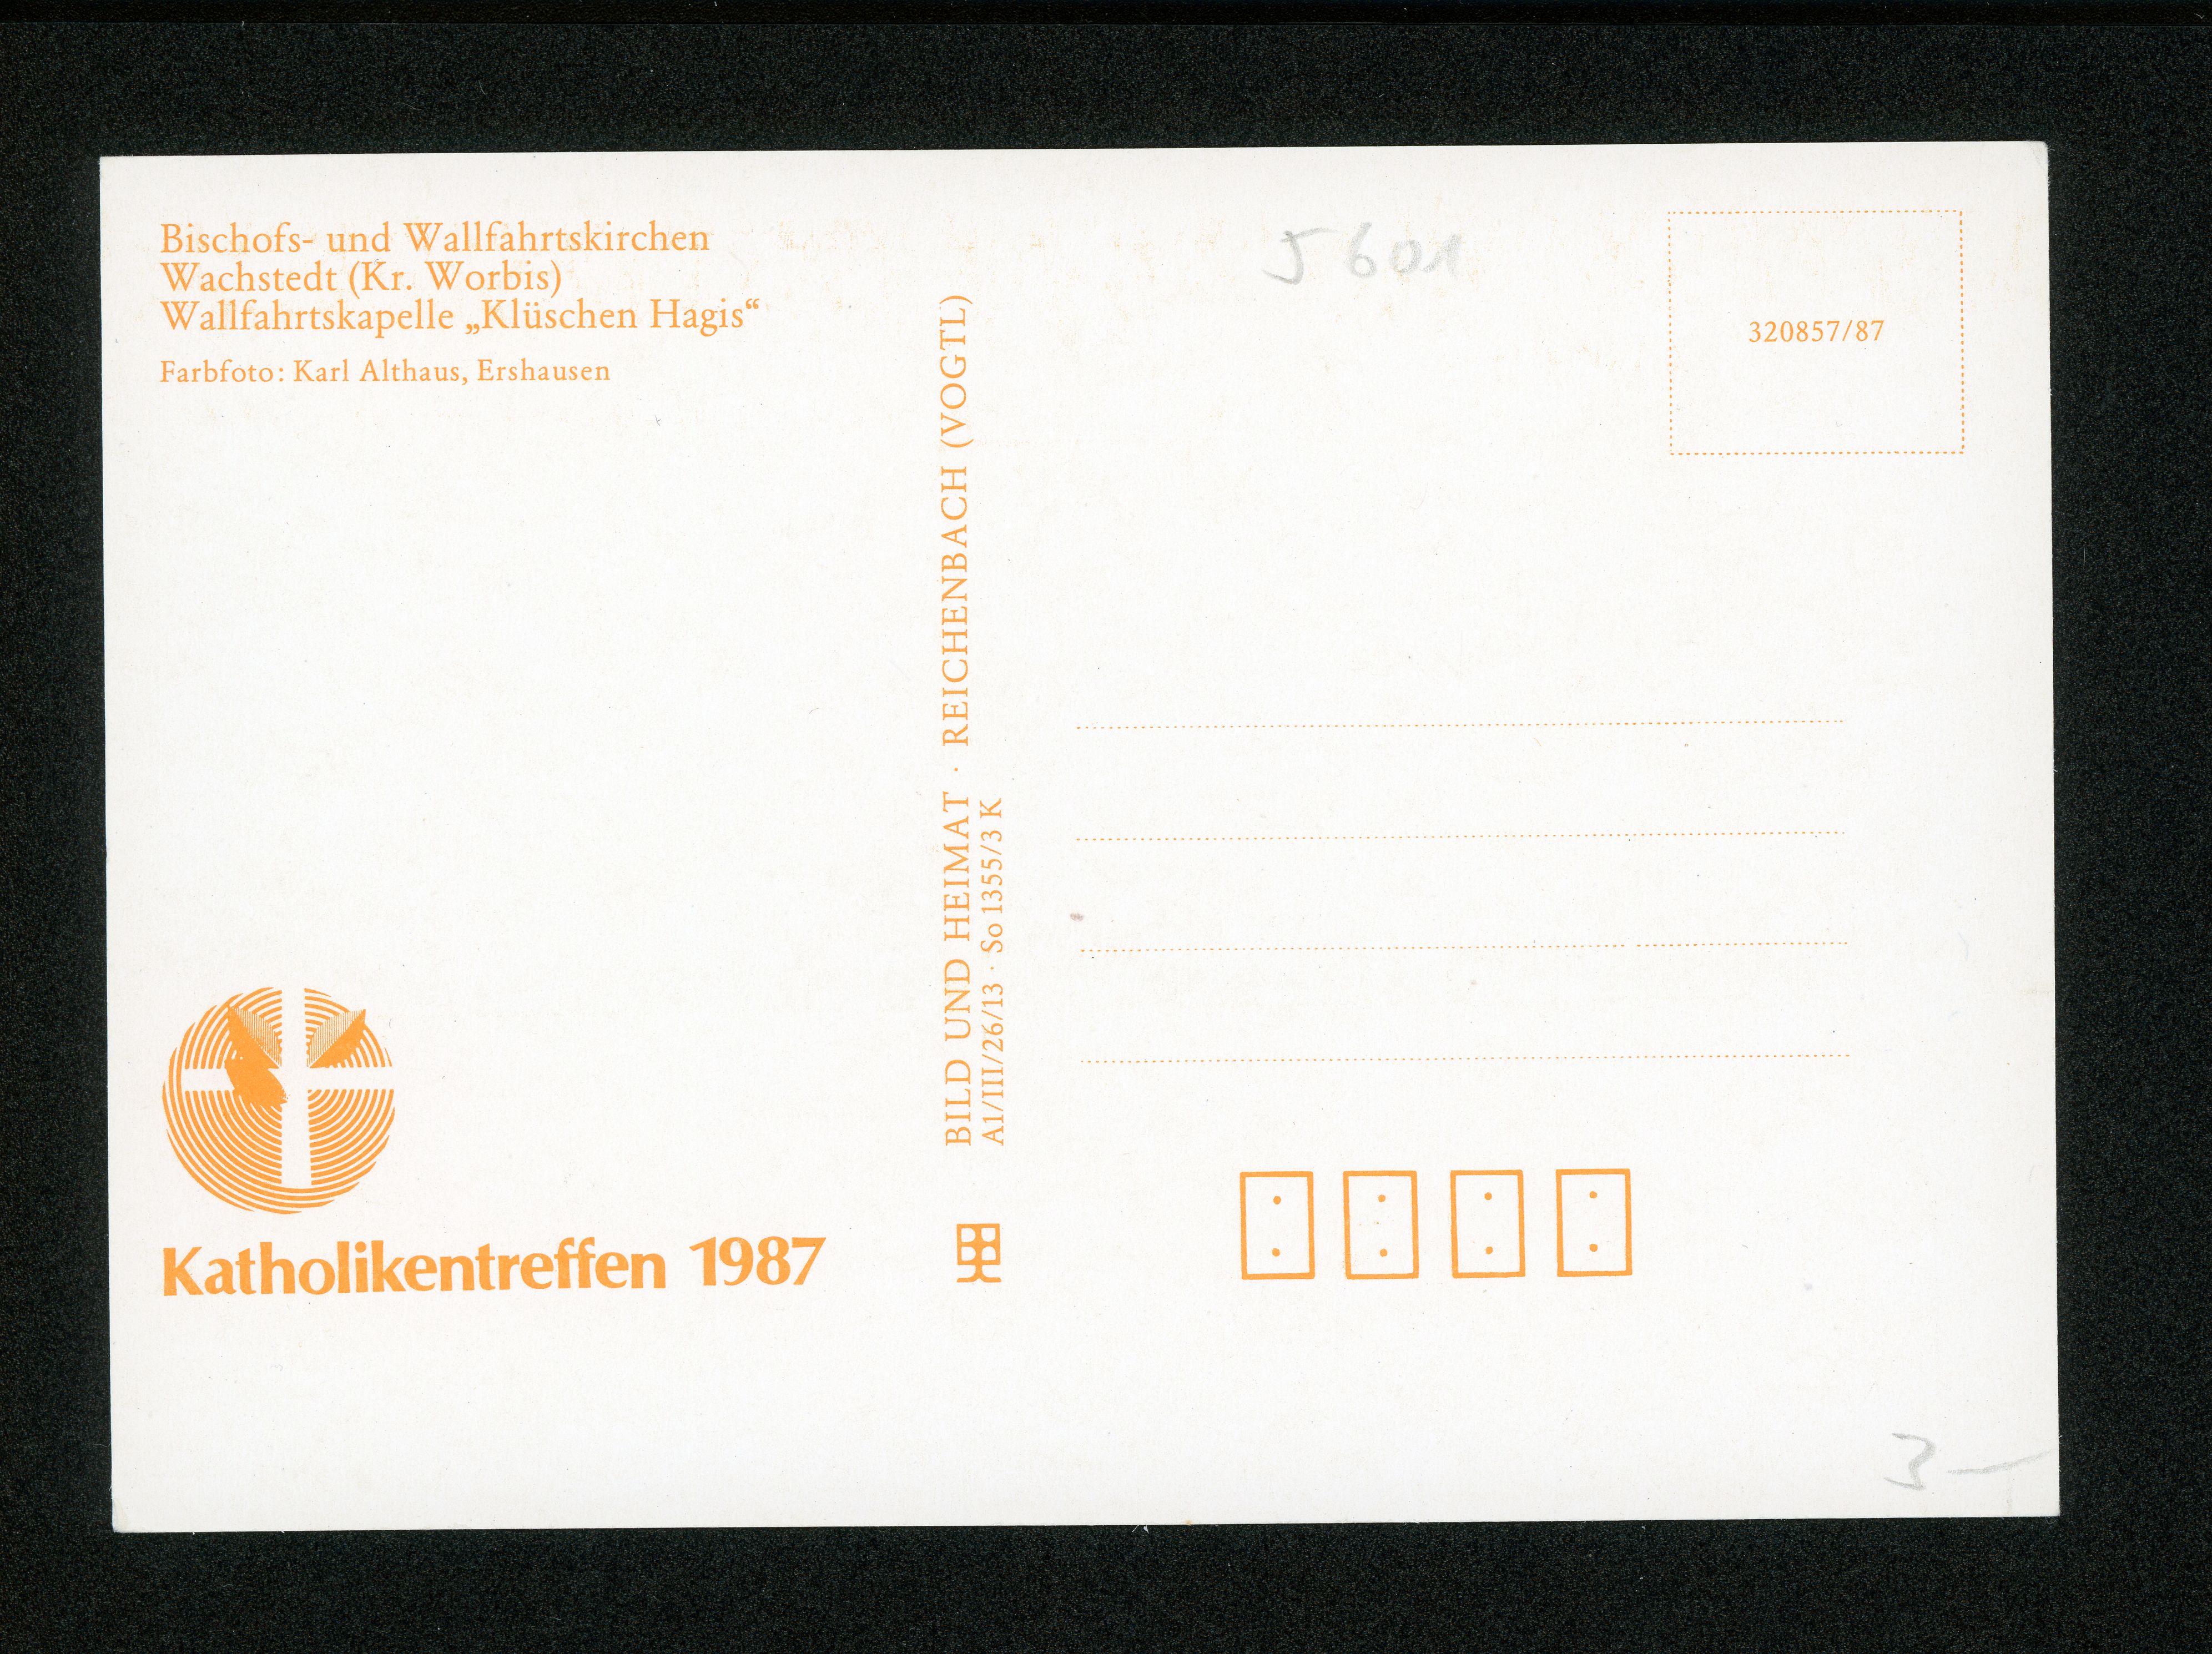 Bischofs- und Wallfahrtskirchen
Wachstedt (Kr. Worbis)
Wallfahrtskapelle „Klüschen Hagis“
Farbfoto: Karl Althaus, Ershausen
Katholikentreffen 1987
BILD UND HEIMAT · REICHENBACH (VOGTL)
A1/III/26/13 · So 1355/3 K
5601
320857/87
3 —